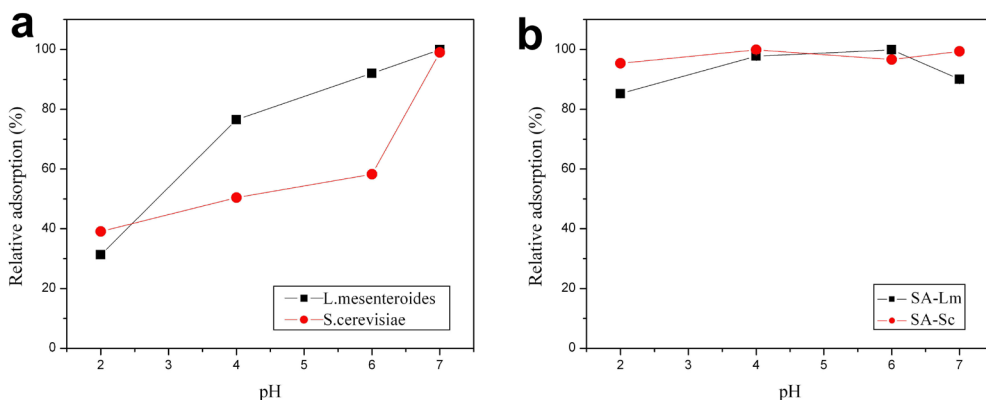 a
Relative adsorption (%)
100
80
60
40
20
0
2 3 4 5 6 7
pH
L.mesenteroides
S.cerevisiae
b
Relative adsorption (%)
100
80
60
40
20
0
2 3 4 5 6 7
pH
SA-Lm
SA-Sc